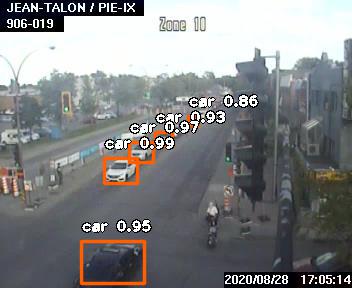 JEAN-TALON / PIE-IX
906-019
Zone 10
car 0.86
car 0.93
car 0.97
car 0.99
car 0.95
2020/08/28 17:05:14